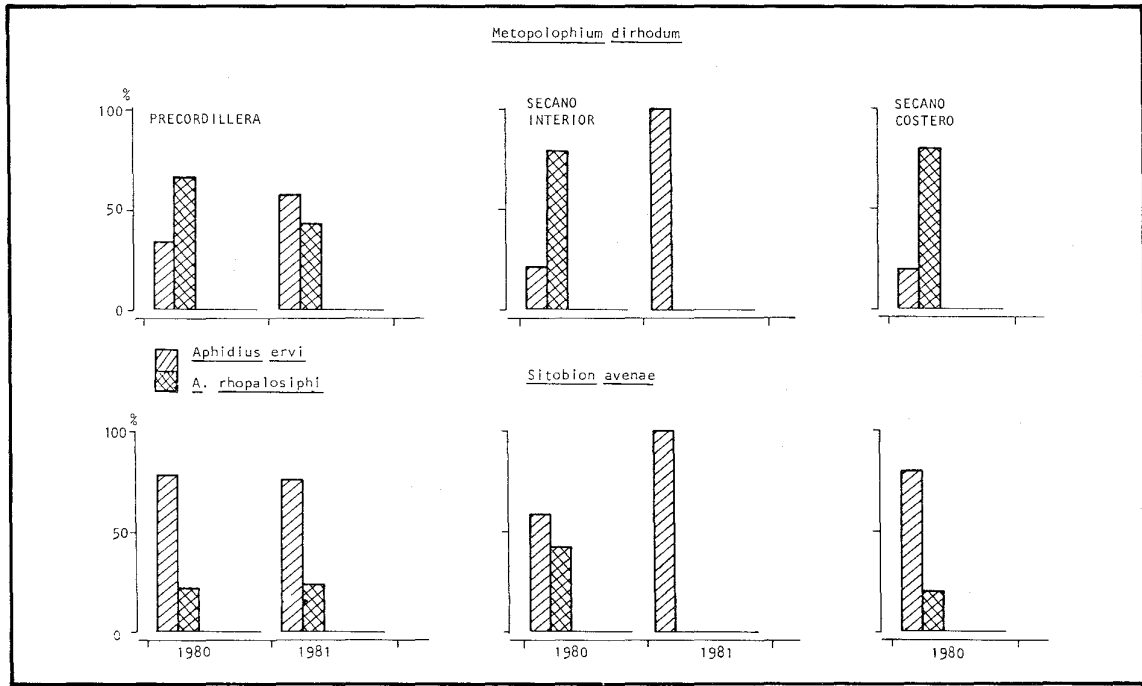 Metopolophium dirhodum
%
100
50
0
PRECORDILLERA
SECANO
INTERIOR
SECANO
COSTERO
Aphidius ervi
A. rhopalosiphi
Sitobion avenae
%
100
50
0
1980
1981
1980
1981
1980